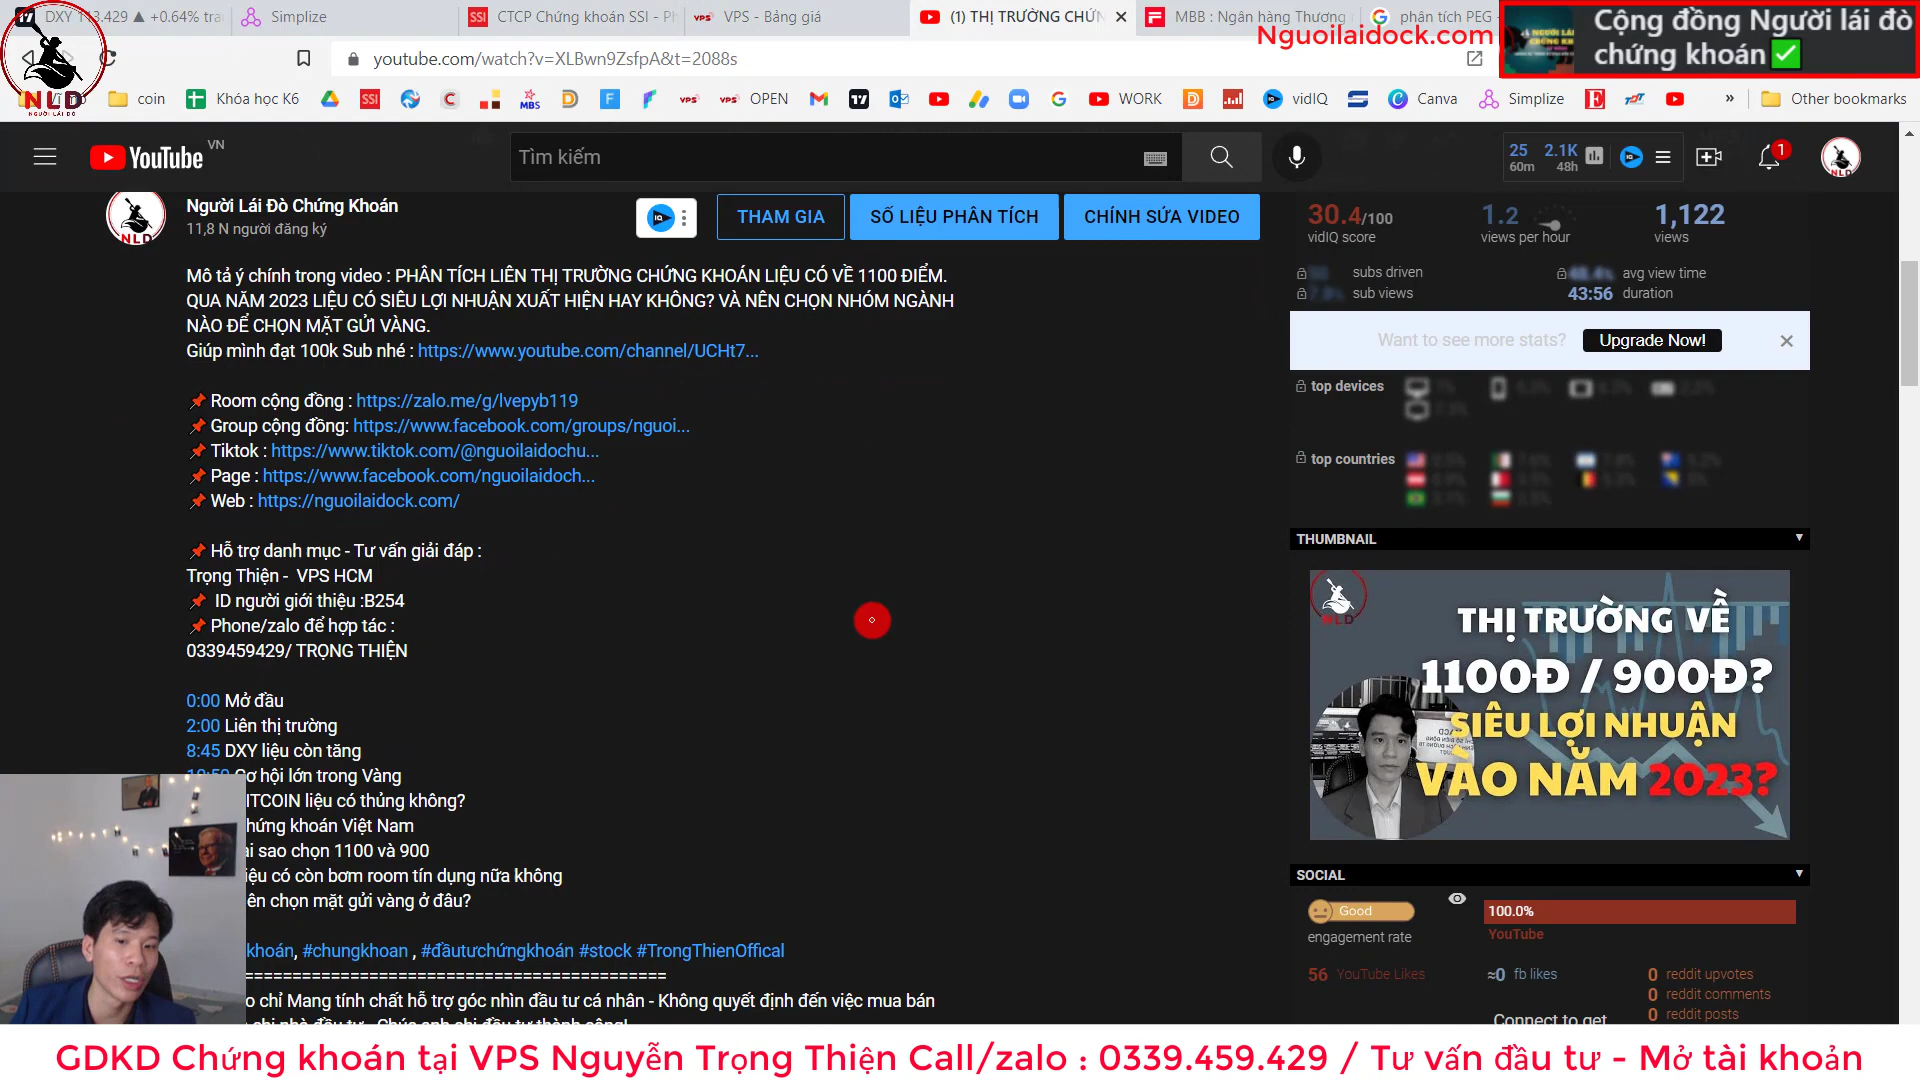 DXY 113.429 ▲ +0.64%
Simplize
CTCP Chứng khoán SSI - Ph
VPS - Bảng giá
(1) THỊ TRƯỜNG CHỨN
MBB : Ngân hàng Thương
phân tích PEG -
Nguoilaidock.com
Cộng đồng Người lái đò
chứng khoán
youtube.com/watch?v=XLBwn9ZsfpA&t=2088s
coin
Khóa học K6
OPEN
WORK
vidIQ
Canva
Simplize
Other bookmarks
NLD
NGƯỜI LÁI ĐÒ
YouTube VN
Tìm kiếm
25 2.1K
60m 48h
1
Người Lái Đò Chứng Khoán
11,8 N người đăng ký
THAM GIA
SỐ LIỆU PHÂN TÍCH
CHỈNH SỬA VIDEO
Mô tả ý chính trong video : PHÂN TÍCH LIÊN THỊ TRƯỜNG CHỨNG KHOÁN LIỆU CÓ VỀ 1100 ĐIỂM.
QUA NĂM 2023 LIỆU CÓ SIÊU LỢI NHUẬN XUẤT HIỆN HAY KHÔNG? VÀ NÊN CHỌN NHÓM NGÀNH
NÀO ĐỂ CHỌN MẶT GỬI VÀNG.
Giúp mình đạt 100k Sub nhé : https://www.youtube.com/channel/UCHt7...
Room cộng đồng : https://zalo.me/g/lvepyb119
Group cộng đồng: https://www.facebook.com/groups/nguoi...
Tiktok : https://www.tiktok.com/@nguoilaidochu...
Page : https://www.facebook.com/nguoilaidoch...
Web : https://nguoilaidock.com/
Hỗ trợ danh mục - Tư vấn giải đáp :
Trọng Thiện - VPS HCM
ID người giới thiệu :B254
Phone/zalo để hợp tác :
0339459429/ TRỌNG THIỆN
0:00 Mở đầu
2:00 Liên thị trường
8:45 DXY liệu còn tăng
Cơ hội lớn trong Vàng
ITCOIN liệu có thủng không?
hứng khoán Việt Nam
i sao chọn 1100 và 900
iệu có còn bơm room tín dụng nữa không
ên chọn mặt gửi vàng ở đâu?
khoán, #chungkhoan , #đầutưchứngkhoán #stock #TrongThienOffical
============================================
o chỉ Mang tính chất hỗ trợ góc nhìn đầu tư cá nhân - Không quyết định đến việc mua bán
30.4/100
vidIQ score
1.2
views per hour
1,122
views
subs driven
sub views
48.4% avg view time
43:56 duration
Want to see more stats?
Upgrade Now!
top devices
top countries
THUMBNAIL
NLD
THỊ TRƯỜNG VỀ
1100Đ / 900Đ?
SIÊU LỢI NHUẬN
VÀO NĂM 2023?
SOCIAL
Good
engagement rate
100.0%
YouTube
56 YouTube Likes
≈0 fb likes
0 reddit upvotes
0 reddit comments
0 reddit posts
Connect to get
GDKD Chứng khoán tại VPS Nguyễn Trọng Thiện Call/zalo : 0339.459.429 / Tư vấn đầu tư - Mở tài khoản